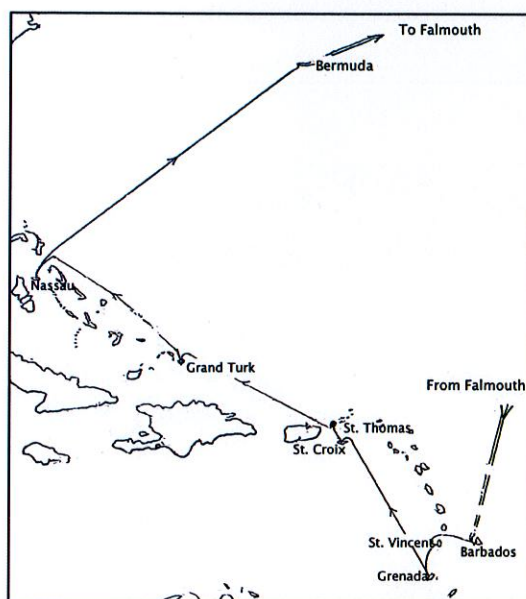 To Falmouth
Bermuda
Nassau
Grand Turk
From Falmouth
St. Thomas
St. Croix
St. Vincent
Barbados
Grenada